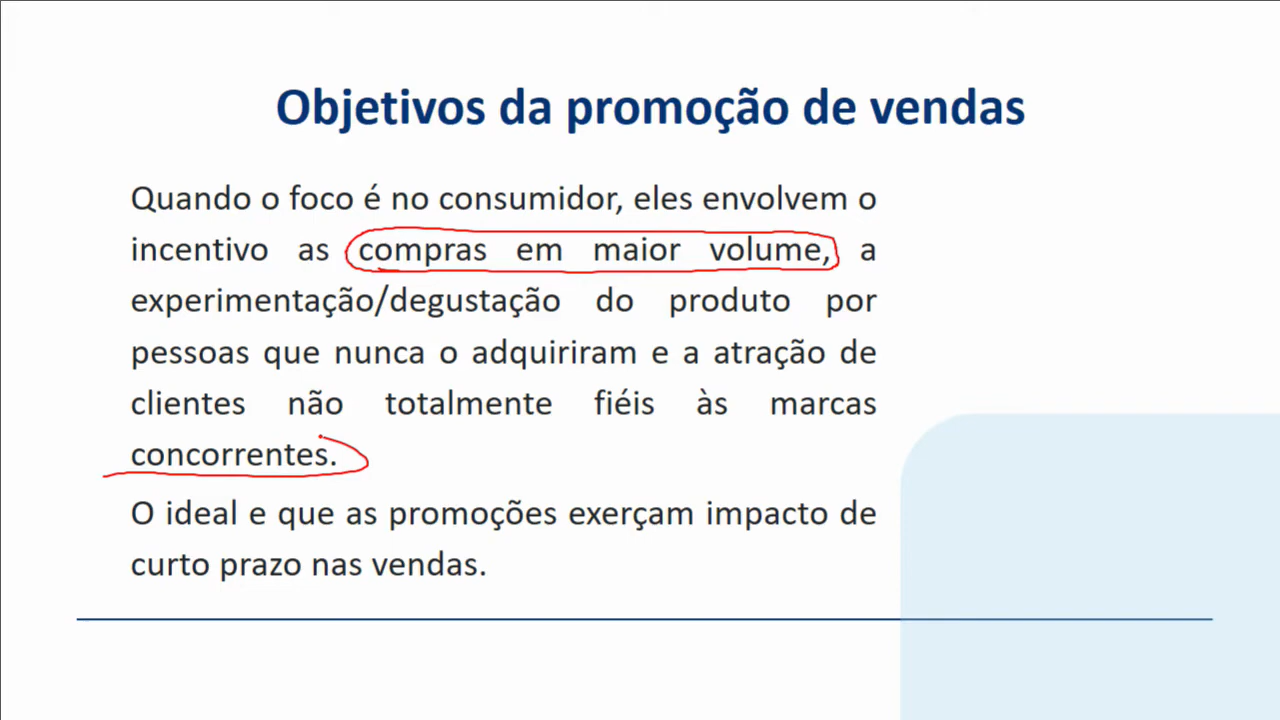 Objetivos da promoção de vendas
Quando o foco é no consumidor, eles envolvem o
incentivo as compras em maior volume, a
experimentação/degustação do produto por
pessoas que nunca o adquiriram e a atração de
clientes não totalmente fiéis às marcas
concorrentes.
O ideal e que as promoções exerçam impacto de
curto prazo nas vendas.